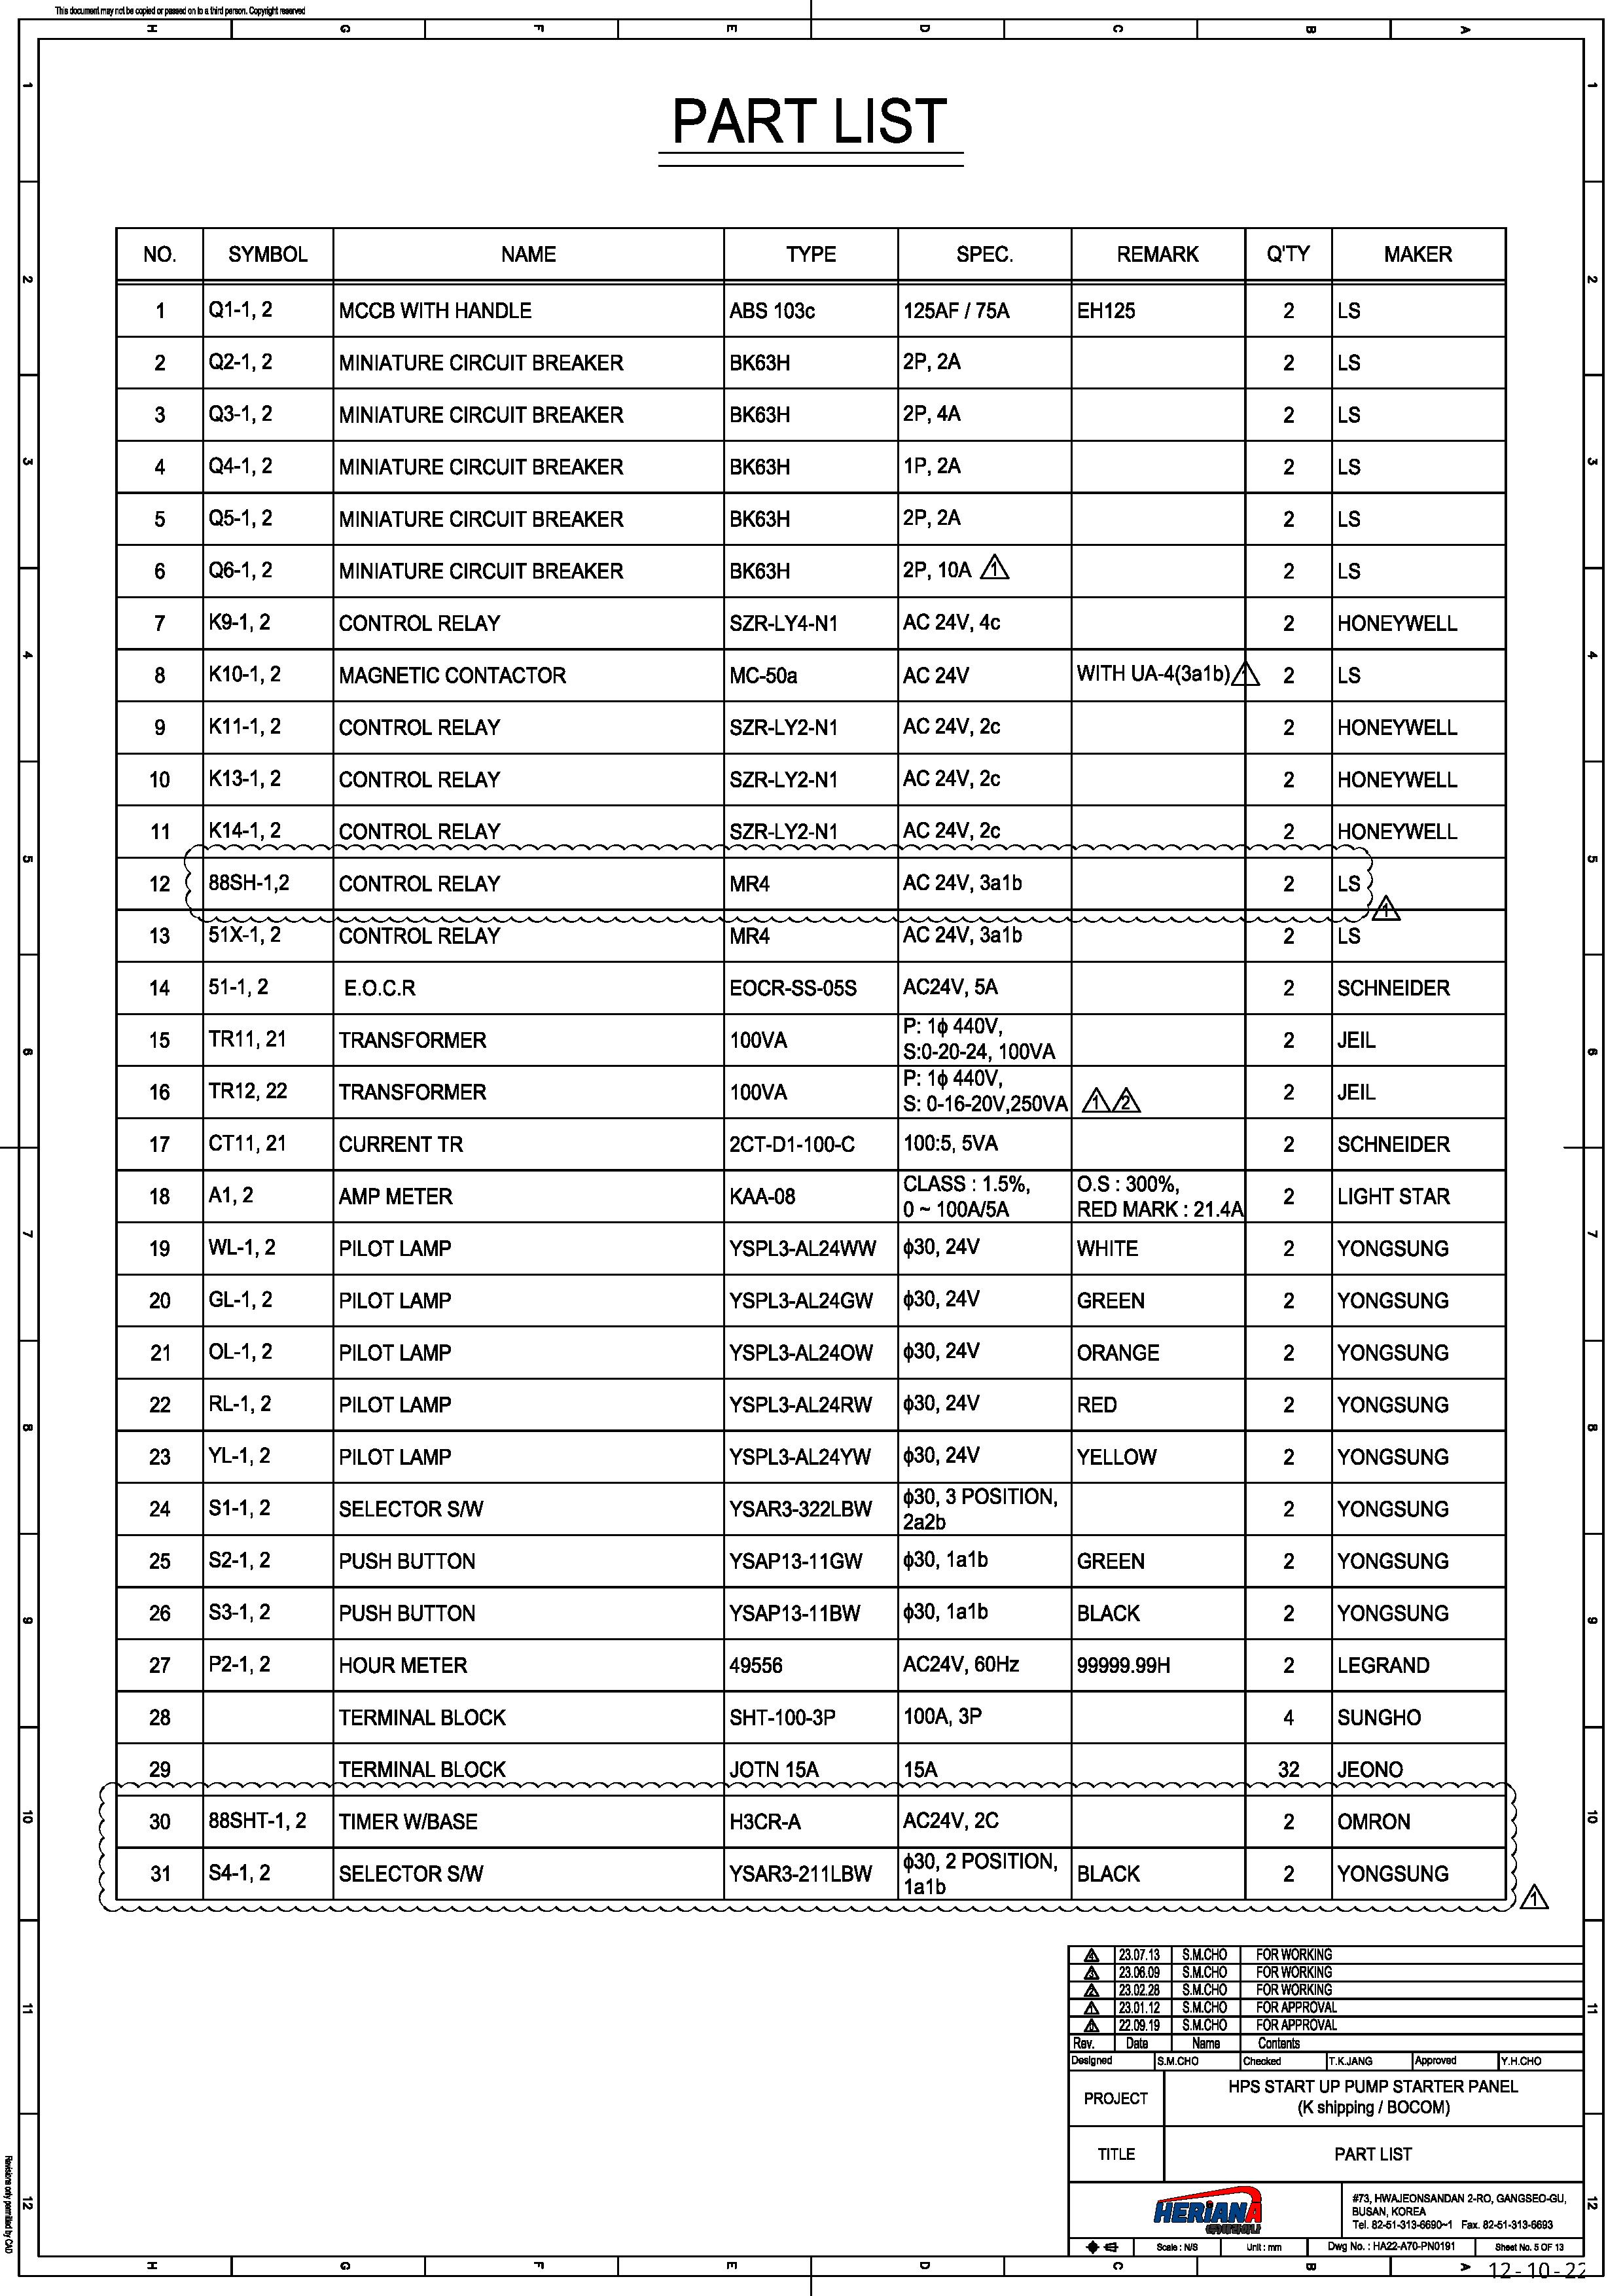 This document may not be copied or passed on to a third person. Copyright reserved
H G F E D C B A
PART LIST
NO. SYMBOL NAME TYPE SPEC. REMARK Q'TY MAKER
1 Q1-1, 2 MCCB WITH HANDLE ABS 103c 125AF / 75A EH125 2 LS
2 Q2-1, 2 MINIATURE CIRCUIT BREAKER BK63H 2P, 2A 2 LS
3 Q3-1, 2 MINIATURE CIRCUIT BREAKER BK63H 2P, 4A 2 LS
4 Q4-1, 2 MINIATURE CIRCUIT BREAKER BK63H 1P, 2A 2 LS
5 Q5-1, 2 MINIATURE CIRCUIT BREAKER BK63H 2P, 2A 2 LS
6 Q6-1, 2 MINIATURE CIRCUIT BREAKER BK63H 2P, 10A 1 2 LS
7 K9-1, 2 CONTROL RELAY SZR-LY4-N1 AC 24V, 4c 2 HONEYWELL
8 K10-1, 2 MAGNETIC CONTACTOR MC-50a AC 24V WITH UA-4(3a1b) 1 2 LS
9 K11-1, 2 CONTROL RELAY SZR-LY2-N1 AC 24V, 2c 2 HONEYWELL
10 K13-1, 2 CONTROL RELAY SZR-LY2-N1 AC 24V, 2c 2 HONEYWELL
11 K14-1, 2 CONTROL RELAY SZR-LY2-N1 AC 24V, 2c 2 HONEYWELL
12 88SH-1,2 CONTROL RELAY MR4 AC 24V, 3a1b 2 LS 1
13 51X-1, 2 CONTROL RELAY MR4 AC 24V, 3a1b 2 LS
14 51-1, 2 E.O.C.R EOCR-SS-05S AC24V, 5A 2 SCHNEIDER
15 TR11, 21 TRANSFORMER 100VA P: 1ϕ 440V,
S:0-20-24, 100VA 2 JEIL
16 TR12, 22 TRANSFORMER 100VA P: 1ϕ 440V,
S: 0-16-20V,250VA 1 2 2 JEIL
17 CT11, 21 CURRENT TR 2CT-D1-100-C 100:5, 5VA 2 SCHNEIDER
18 A1, 2 AMP METER KAA-08 CLASS : 1.5%, O.S : 300%,
0 ~ 100A/5A RED MARK : 21.4A 2 LIGHT STAR
19 WL-1, 2 PILOT LAMP YSPL3-AL24WW ϕ30, 24V WHITE 2 YONGSUNG
20 GL-1, 2 PILOT LAMP YSPL3-AL24GW ϕ30, 24V GREEN 2 YONGSUNG
21 OL-1, 2 PILOT LAMP YSPL3-AL24OW ϕ30, 24V ORANGE 2 YONGSUNG
22 RL-1, 2 PILOT LAMP YSPL3-AL24RW ϕ30, 24V RED 2 YONGSUNG
23 YL-1, 2 PILOT LAMP YSPL3-AL24YW ϕ30, 24V YELLOW 2 YONGSUNG
24 S1-1, 2 SELECTOR S/W YSAR3-322LBW ϕ30, 3 POSITION,
2a2b 2 YONGSUNG
25 S2-1, 2 PUSH BUTTON YSAP13-11GW ϕ30, 1a1b GREEN 2 YONGSUNG
26 S3-1, 2 PUSH BUTTON YSAP13-11BW ϕ30, 1a1b BLACK 2 YONGSUNG
27 P2-1, 2 HOUR METER 49556 AC24V, 60Hz 99999.99H 2 LEGRAND
28 TERMINAL BLOCK SHT-100-3P 100A, 3P 4 SUNGHO
29 TERMINAL BLOCK JOTN 15A 15A 32 JEONO
30 88SHT-1, 2 TIMER W/BASE H3CR-A AC24V, 2C 2 OMRON
31 S4-1, 2 SELECTOR S/W YSAR3-211LBW ϕ30, 2 POSITION,
1a1b BLACK 2 YONGSUNG 1
4 23.07.13 S.M.CHO FOR WORKING
3 23.06.09 S.M.CHO FOR WORKING
2 23.02.28 S.M.CHO FOR WORKING
1 23.01.12 S.M.CHO FOR APPROVAL
0 22.09.19 S.M.CHO FOR APPROVAL
Rev. Date Name Contents
Designed S.M.CHO Checked T.K.JANG Approved Y.H.CHO
PROJECT HPS START UP PUMP STARTER PANEL
(K shipping / BOCOM)
TITLE PART LIST
HERIANA
#73, HWAJEONSANDAN 2-RO, GANGSEO-GU,
BUSAN, KOREA
Tel. 82-51-313-6690~1 Fax. 82-51-313-6693
Scale : N/S Unit : mm Dwg No. : HA22-A70-PN0191 Sheet No. 5 OF 13
H G F E D C B A
12-10-22
1 2 3 4 5 6 7 8 9 10 11 12
1 2 3 4 5 6 7 8 9 10 11 12
Revisions only permitted by CAD